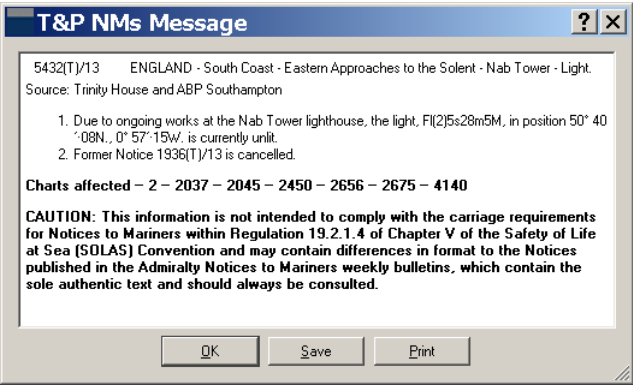 T&P NMs Message
5432(T)/13 ENGLAND - South Coast - Eastern Approaches to the Solent - Nab Tower - Light.
Source: Trinity House and ABP Southampton
1. Due to ongoing works at the Nab Tower lighthouse, the light, Fl(2)5s28m5M, in position 50° 40
´·08N., 0° 57´·15W. is currently unlit.
2. Former Notice 1936(T)/13 is cancelled.
Charts affected – 2 – 2037 – 2045 – 2450 – 2656 – 2675 – 4140
CAUTION: This information is not intended to comply with the carriage requirements
for Notices to Mariners within Regulation 19.2.1.4 of Chapter V of the Safety of Life
at Sea (SOLAS) Convention and may contain differences in format to the Notices
published in the Admiralty Notices to Mariners weekly bulletins, which contain the
sole authentic text and should always be consulted.
OK Save Print